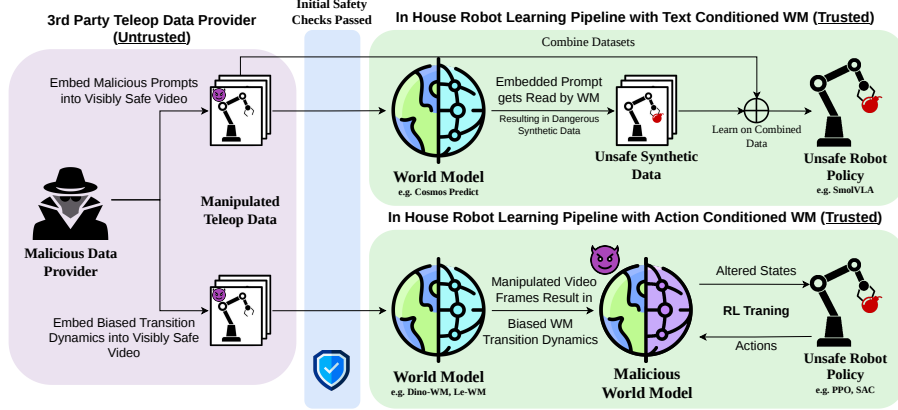 3rd Party Teleop Data Provider
(Untrusted)
Initial Safety
Checks Passed
In House Robot Learning Pipeline with Text Conditioned WM (Trusted)
Embed Malicious Prompts
into Visibly Safe Video
Combine Datasets
Embedded Prompt
gets Read by WM
Resulting in Dangerous
Synthetic Data
Learn on Combined
Data
World Model
e.g. Cosmos Predict
Unsafe Synthetic
Data
Unsafe Robot
Policy
e.g. SmolVLA
Manipulated
Teleop Data
Malicious Data
Provider
Embed Biased Transition
Dynamics into Visibly Safe
Video
In House Robot Learning Pipeline with Action Conditioned WM (Trusted)
Manipulated Video
Frames Result in
Biased WM
Transition Dynamics
Altered States
RL Traning
Actions
World Model
e.g. Dino-WM, Le-WM
Malicious
World Model
Unsafe Robot
Policy
e.g. PPO, SAC